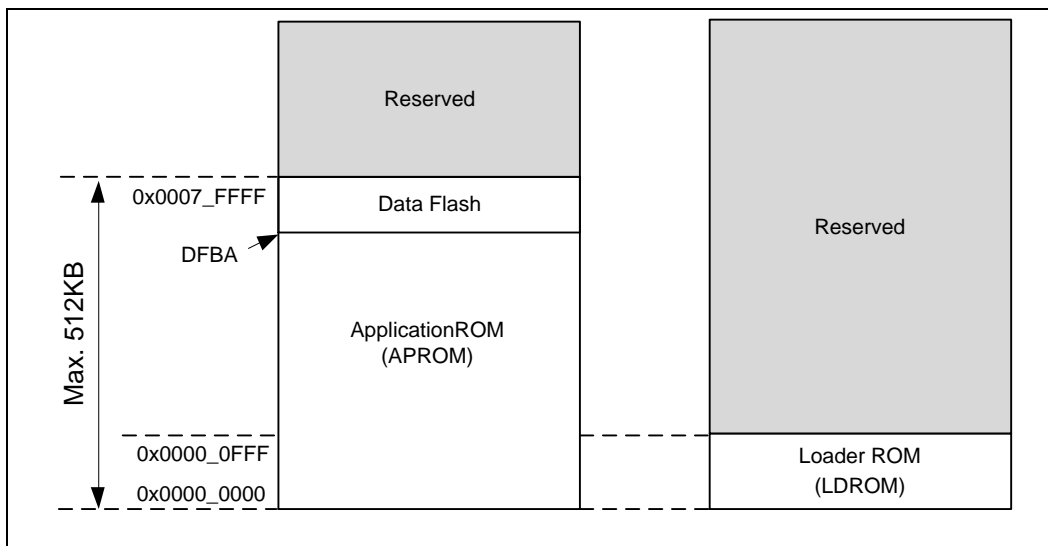 Reserved
0x0007_FFFF
Data Flash
DFBA
Max. 512KB
ApplicationROM
(APROM)
0x0000_0FFF
0x0000_0000
Reserved
Loader ROM
(LDROM)